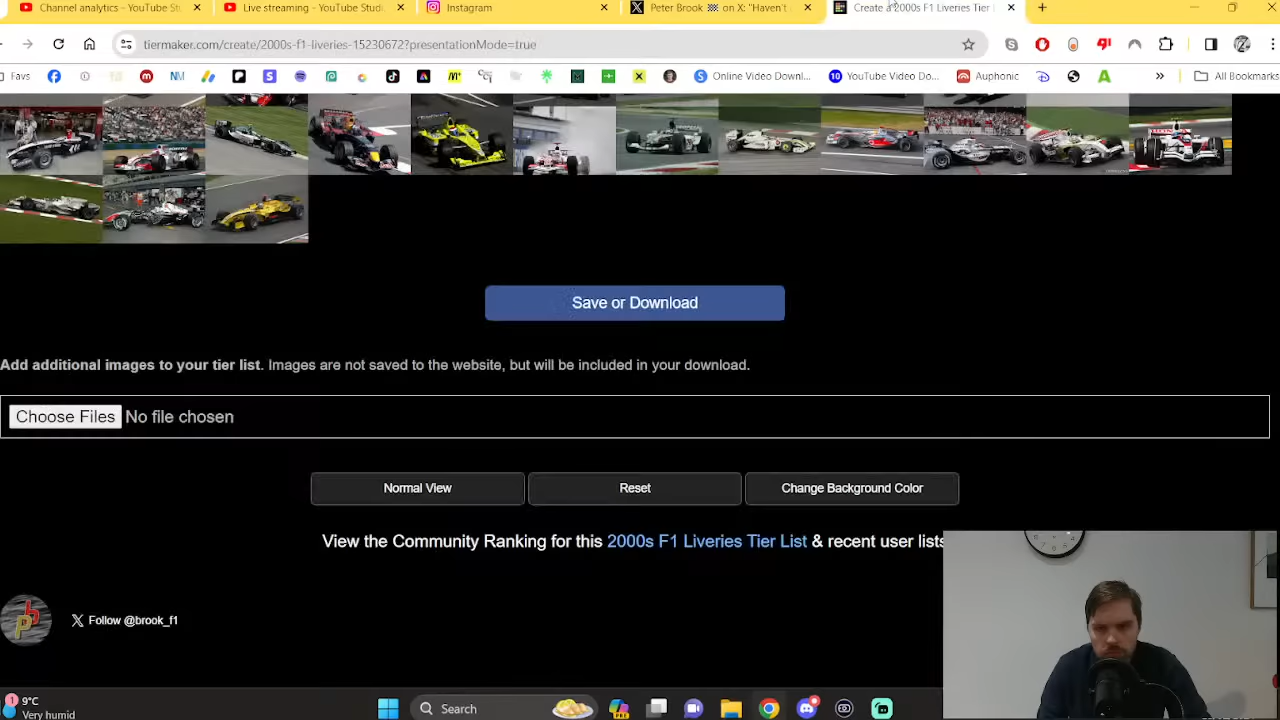 Channel analytics - YouTube St
Live streaming - YouTube Stud
Instagram
Peter Brook on X: "Haven't
Create a 2000s F1 Liveries Tier
tiermaker.com/create/2000s-f1-liveries-15230672?presentationMode=true
Favs
Online Video Downl...
YouTube Video Do...
Auphonic
All Bookmarks
Save or Download
Add additional images to your tier list. Images are not saved to the website, but will be included in your download.
Choose Files No file chosen
Normal View
Reset
Change Background Color
View the Community Ranking for this 2000s F1 Liveries Tier List & recent user lists
Follow @brook_f1
1
9°C
Very humid
Search